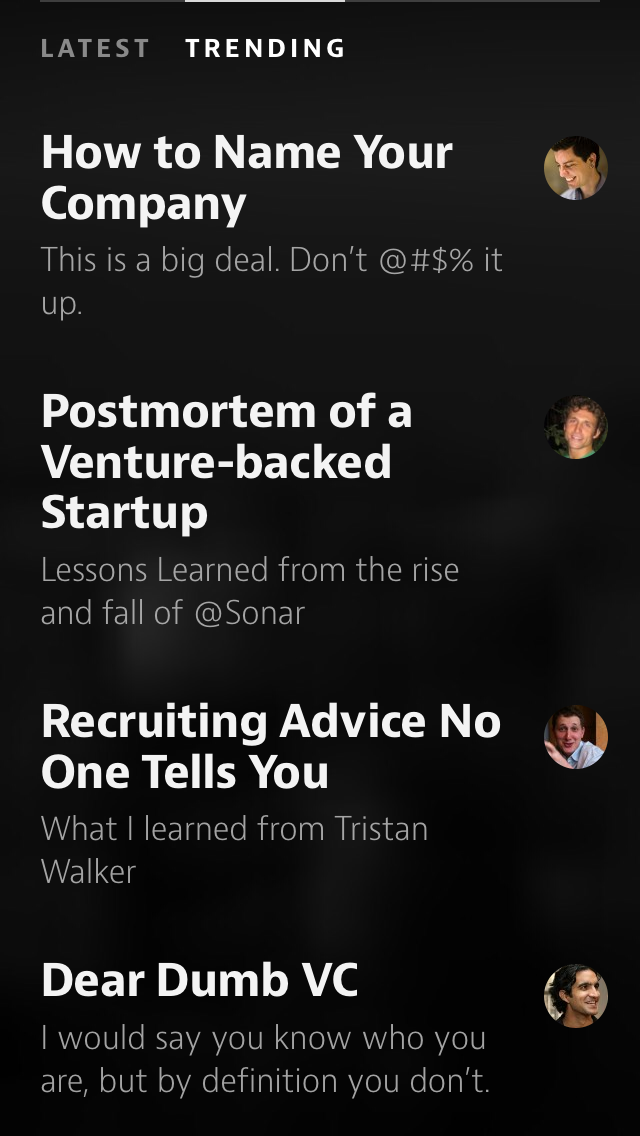 LATEST TRENDING
How to Name Your
Company
This is a big deal. Don’t @#$% it
up.
Postmortem of a
Venture-backed
Startup
Lessons Learned from the rise
and fall of @Sonar
Recruiting Advice No
One Tells You
What I learned from Tristan
Walker
Dear Dumb VC
I would say you know who you
are, but by definition you don’t.